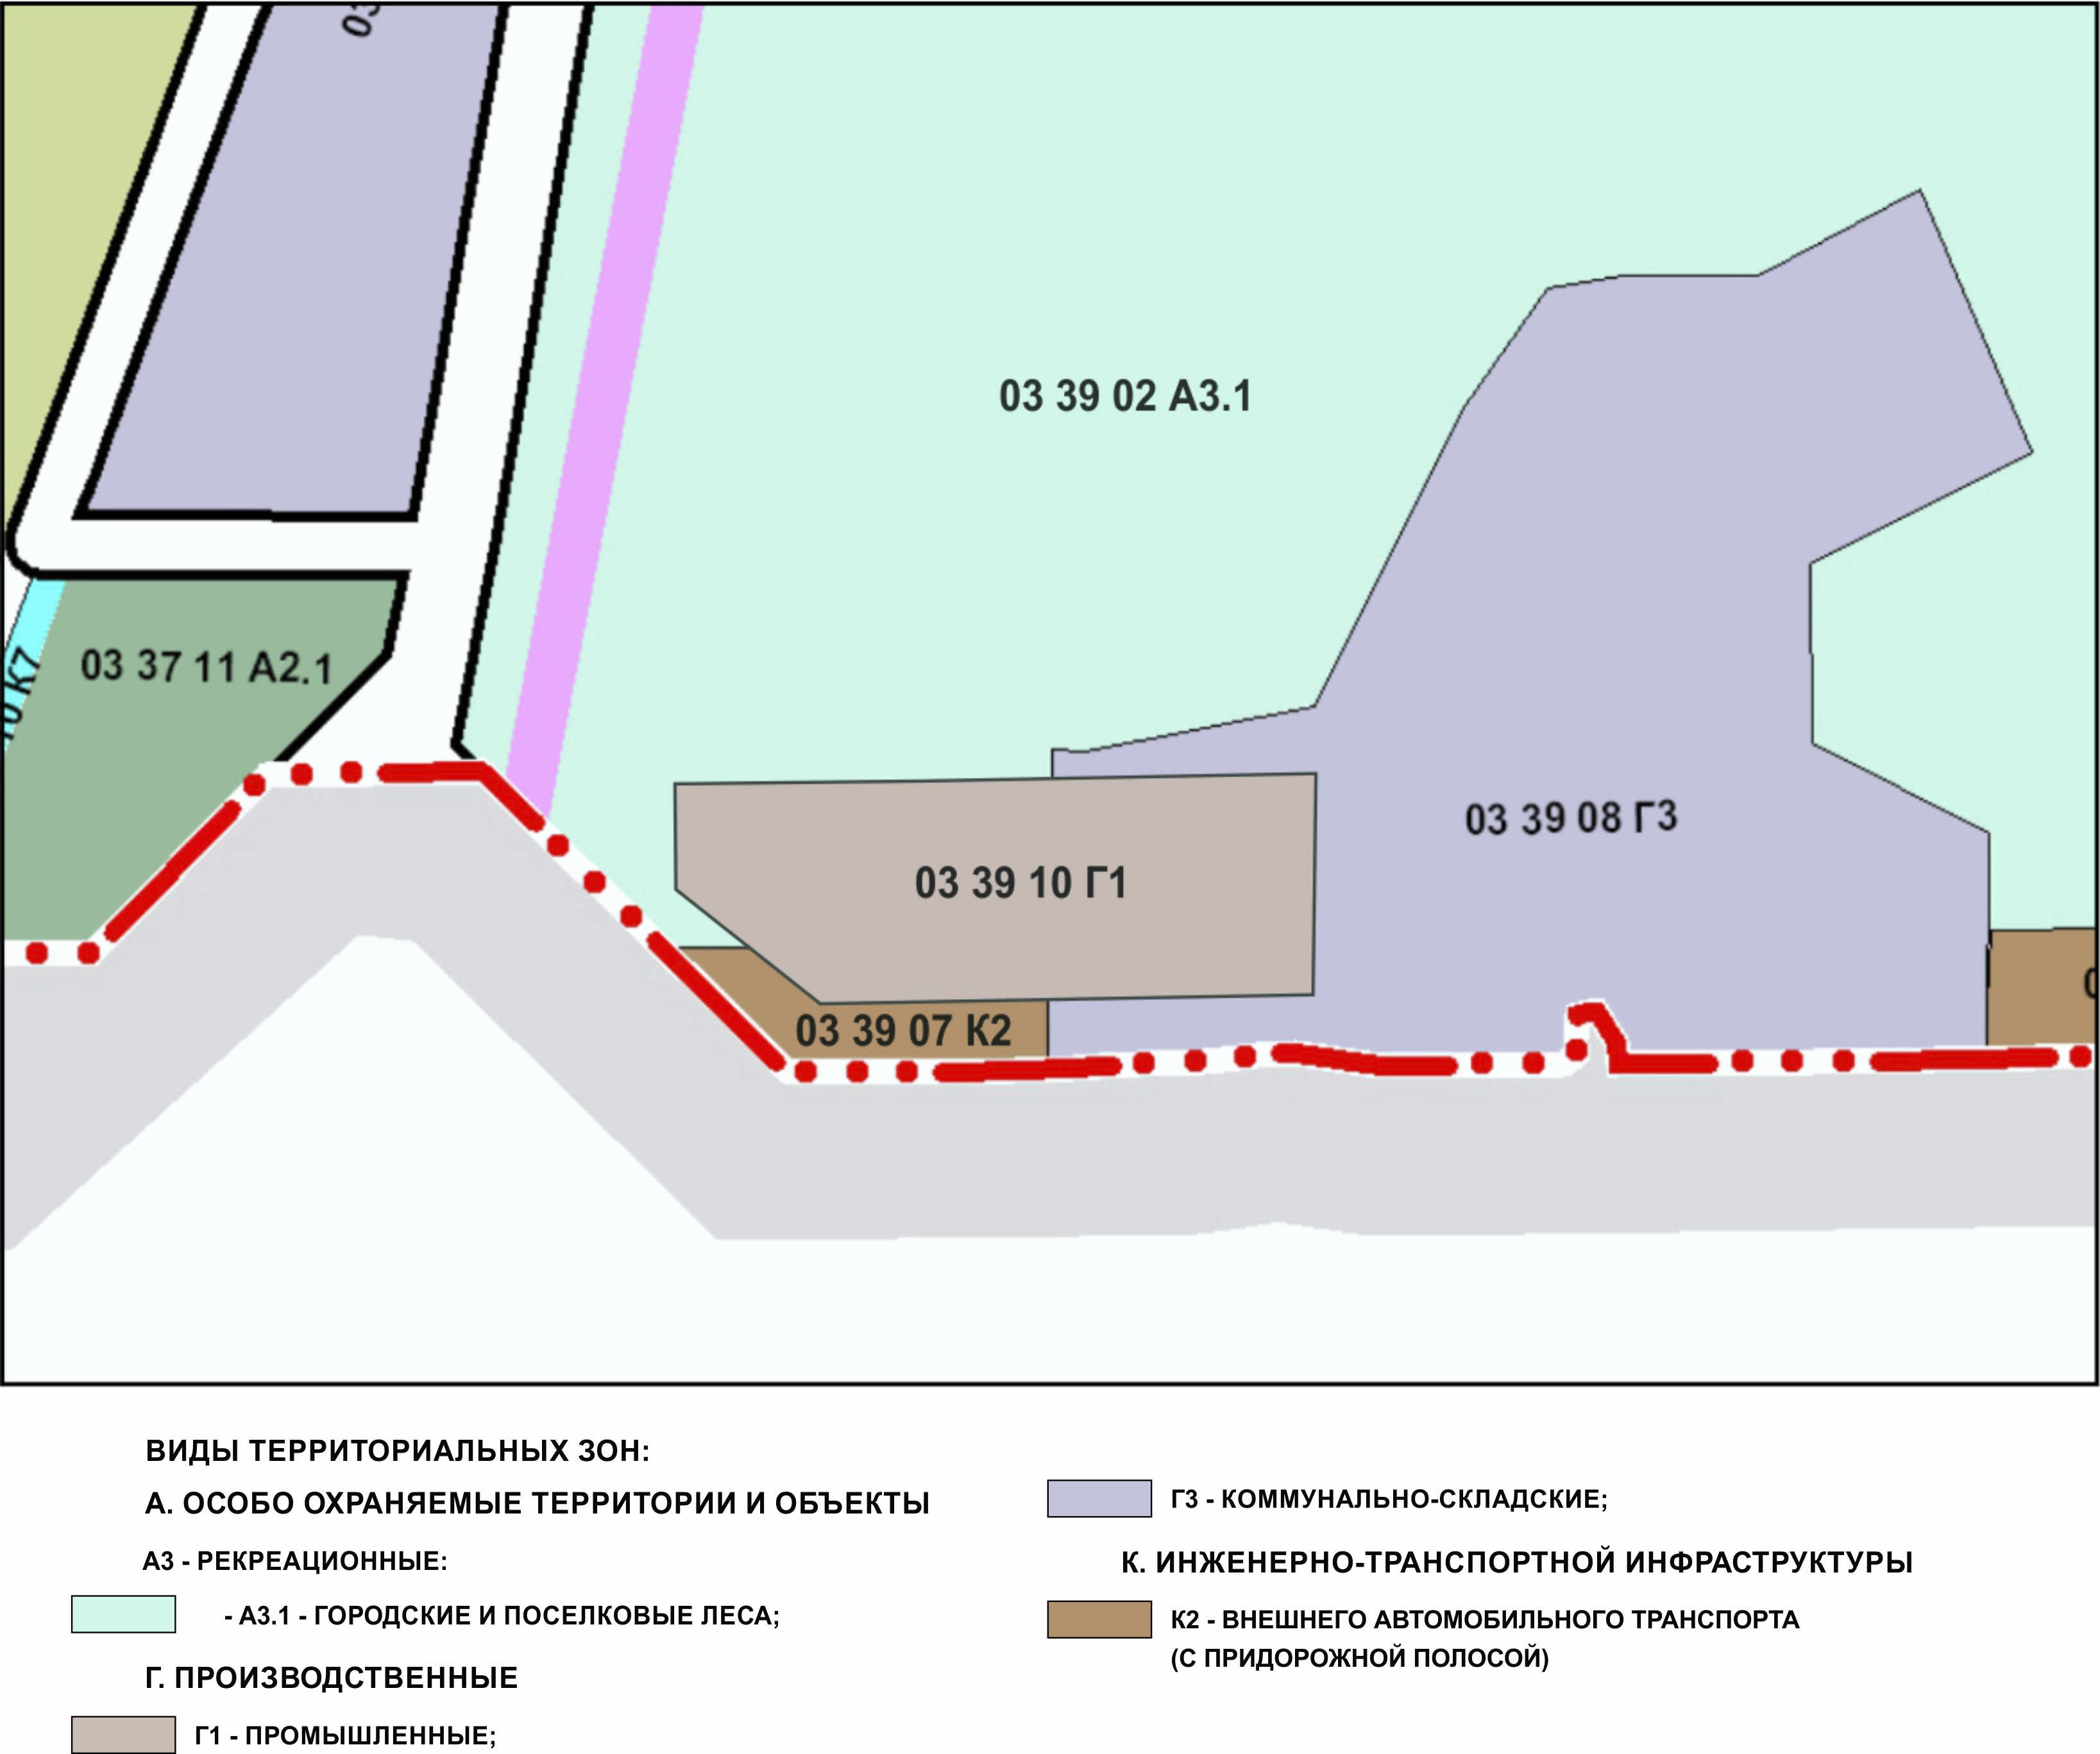 03 39 02 А3.1
03 37 11 А2.1
К7
03 39 08 Г3
03 39 10 Г1
03 39 07 К2
ВИДЫ ТЕРРИТОРИАЛЬНЫХ ЗОН:
А. ОСОБО ОХРАНЯЕМЫЕ ТЕРРИТОРИИ И ОБЪЕКТЫ
А3 - РЕКРЕАЦИОННЫЕ:
- А3.1 - ГОРОДСКИЕ И ПОСЕЛКОВЫЕ ЛЕСА;
Г. ПРОИЗВОДСТВЕННЫЕ
Г1 - ПРОМЫШЛЕННЫЕ;
Г3 - КОММУНАЛЬНО-СКЛАДСКИЕ;
К. ИНЖЕНЕРНО-ТРАНСПОРТНОЙ ИНФРАСТРУКТУРЫ
К2 - ВНЕШНЕГО АВТОМОБИЛЬНОГО ТРАНСПОРТА
(С ПРИДОРОЖНОЙ ПОЛОСОЙ)